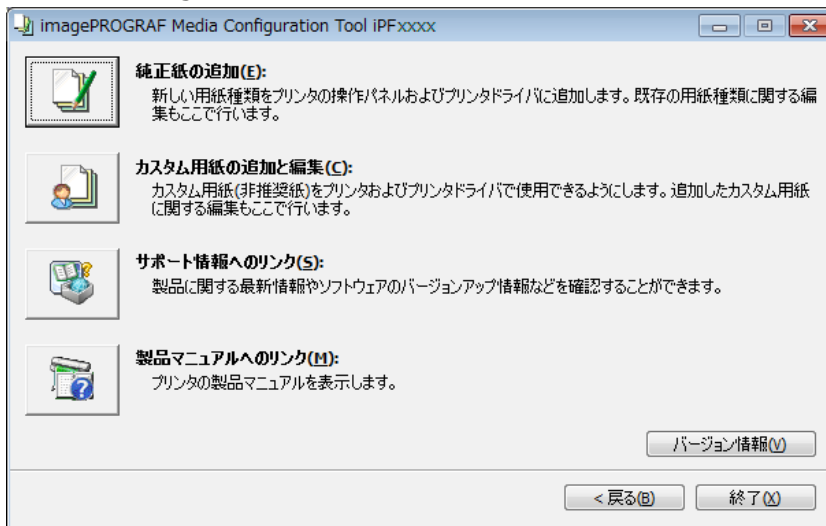 imagePROGRAF Media Configuration Tool iPFxxxx
純正紙の追加(E):
新しい用紙種類をプリンタの操作パネルおよびプリンタドライバに追加します。既存の用紙種類に関する編
集もここで行います。
カスタム用紙の追加と編集(C):
カスタム用紙(非推奨紙)をプリンタおよびプリンタドライバで使用できるようにします。追加したカスタム用紙
に関する編集もここで行います。
サポート情報へのリンク(S):
製品に関する最新情報やソフトウェアのバージョンアップ情報などを確認することができます。
製品マニュアルへのリンク(M):
プリンタの製品マニュアルを表示します。
バージョン情報(V)
< 戻る(B)
終了(X)